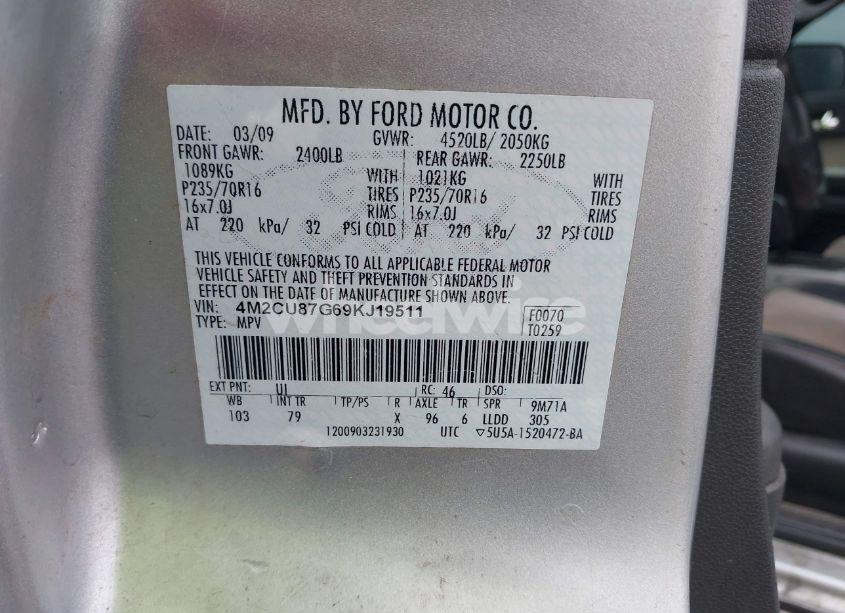 MFD. BY FORD MOTOR CO.
DATE: 03/09 GVWR: 4520LB/ 2050KG
FRONT GAWR: 2400LB REAR GAWR: 2250LB
1089KG WITH 1021KG WITH
P235/70R16 TIRES P235/70R16 TIRES
16x7.0J RIMS 16x7.0J RIMS
AT 220 kPa/ 32 PSI COLD AT 220 kPa/ 32 PSI COLD
THIS VEHICLE CONFORMS TO ALL APPLICABLE FEDERAL MOTOR
VEHICLE SAFETY AND THEFT PREVENTION STANDARDS IN
EFFECT ON THE DATE OF MANUFACTURE SHOWN ABOVE.
VIN: 4M2CU87G69KJ19511 F0070
TYPE: MPV T0259
wheelwire
EXT PNT: UI RC: 46 DSO:
WB INT TR TP/PS R AXLE TR SPR 9M71A
103 79 X 96 6 LLDD 305
1200903231930 UTC ▽5U5A-1520472-BA